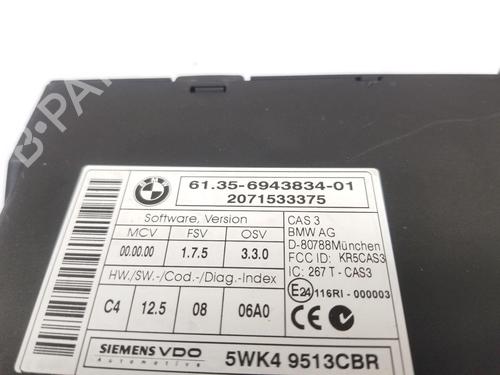 BMW
61.35-6943834-01
2071533375
Software, Version
MCV FSV OSV
00.00.00 1.7.5 3.3.0
HW./SW.-/Cod.-/Diag.-Index
C4 12.5 08 06A0
SIEMENS VDO
Automotive
5WK4 9513CBR
CAS 3
BMW AG
D-80788München
FCC ID: KR5CAS3
IC: 267 T - CAS3
E24 116RI - 000003
B-PARTS